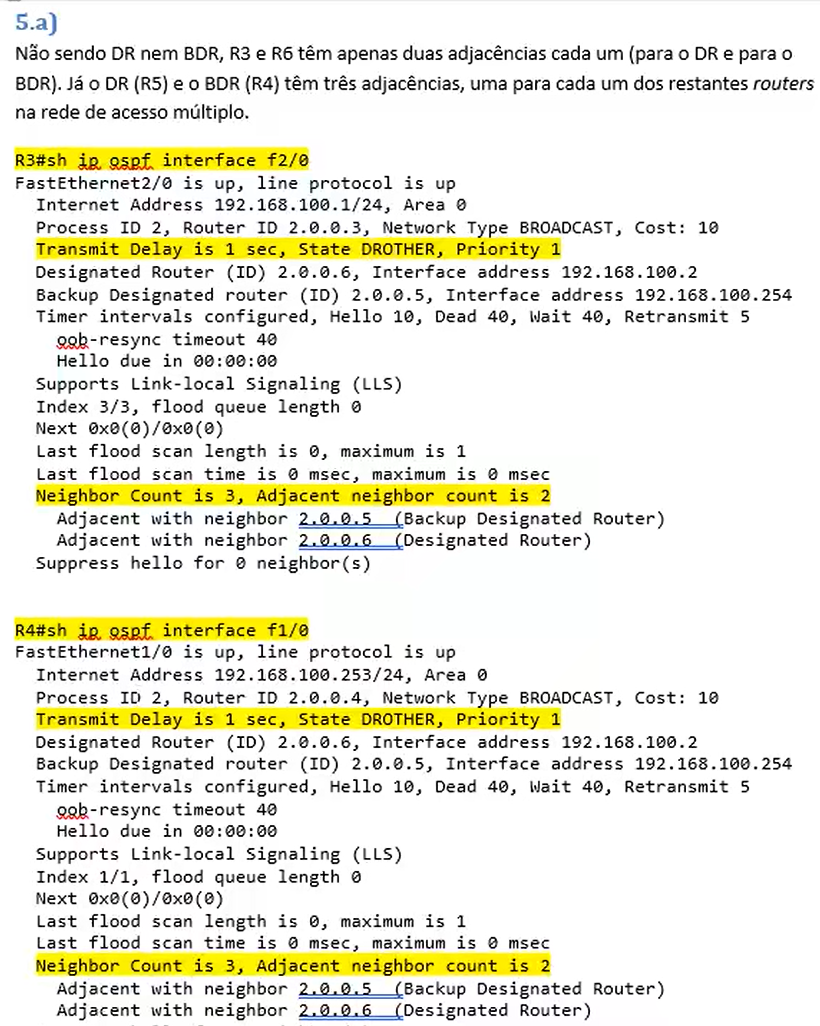 5.a)
Não sendo DR nem BDR, R3 e R6 têm apenas duas adjacências cada um (para o DR e para o
BDR). Já o DR (R5) e o BDR (R4) têm três adjacências, uma para cada um dos restantes routers
na rede de acesso múltiplo.
R3#sh ip ospf interface f2/0
FastEthernet2/0 is up, line protocol is up
Internet Address 192.168.100.1/24, Area 0
Process ID 2, Router ID 2.0.0.3, Network Type BROADCAST, Cost: 10
Transmit Delay is 1 sec, State DROTHER, Priority 1
Designated Router (ID) 2.0.0.6, Interface address 192.168.100.2
Backup Designated router (ID) 2.0.0.5, Interface address 192.168.100.254
Timer intervals configured, Hello 10, Dead 40, Wait 40, Retransmit 5
oob-resync timeout 40
Hello due in 00:00:00
Supports Link-local Signaling (LLS)
Index 3/3, flood queue length 0
Next 0x0(0)/0x0(0)
Last flood scan length is 0, maximum is 1
Last flood scan time is 0 msec, maximum is 0 msec
Neighbor Count is 3, Adjacent neighbor count is 2
Adjacent with neighbor 2.0.0.5  (Backup Designated Router)
Adjacent with neighbor 2.0.0.6  (Designated Router)
Suppress hello for 0 neighbor(s)
R4#sh ip ospf interface f1/0
FastEthernet1/0 is up, line protocol is up
Internet Address 192.168.100.253/24, Area 0
Process ID 2, Router ID 2.0.0.4, Network Type BROADCAST, Cost: 10
Transmit Delay is 1 sec, State DROTHER, Priority 1
Designated Router (ID) 2.0.0.6, Interface address 192.168.100.2
Backup Designated router (ID) 2.0.0.5, Interface address 192.168.100.254
Timer intervals configured, Hello 10, Dead 40, Wait 40, Retransmit 5
oob-resync timeout 40
Hello due in 00:00:00
Supports Link-local Signaling (LLS)
Index 1/1, flood queue length 0
Next 0x0(0)/0x0(0)
Last flood scan length is 0, maximum is 1
Last flood scan time is 0 msec, maximum is 0 msec
Neighbor Count is 3, Adjacent neighbor count is 2
Adjacent with neighbor 2.0.0.5  (Backup Designated Router)
Adjacent with neighbor 2.0.0.6  (Designated Router)